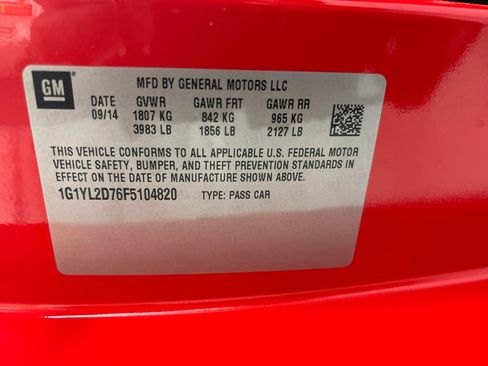 GM
MFD BY GENERAL MOTORS LLC
DATE GVWR GAWR FRT GAWR RR
09/14 1807 KG 842 KG 965 KG
3983 LB 1856 LB 2127 LB
THIS VEHICLE CONFORMS TO ALL APPLICABLE U.S. FEDERAL MOTOR
VEHICLE SAFETY, BUMPER, AND THEFT PREVENTION STANDARDS IN
EFFECT ON THE DATE OF MANUFACTURE SHOWN ABOVE.
1G1YL2D76F5104820 TYPE: PASS CAR